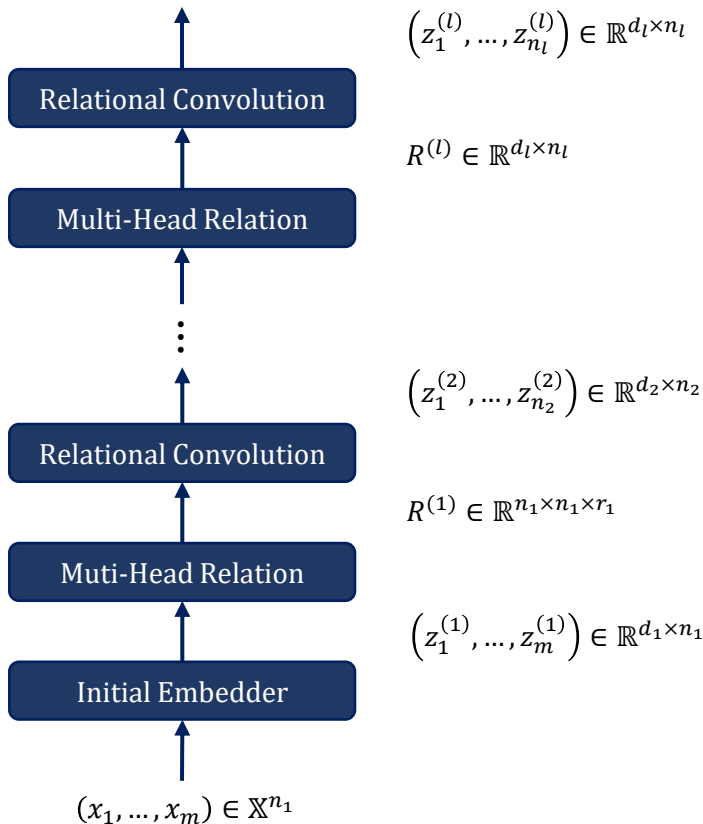 (z_1^{(l)}, …, z_{n_l}^{(l)}) ∈ ℝ^{d_l×n_l}
Relational Convolution
R^{(l)} ∈ ℝ^{d_l×n_l}
Multi-Head Relation
⋮
(z_1^{(2)}, …, z_{n_2}^{(2)}) ∈ ℝ^{d_2×n_2}
Relational Convolution
R^{(1)} ∈ ℝ^{n_1×n_1×r_1}
Muti-Head Relation
(z_1^{(1)}, …, z_m^{(1)}) ∈ ℝ^{d_1×n_1}
Initial Embedder
(x_1, …, x_m) ∈ 𝕏^{n_1}